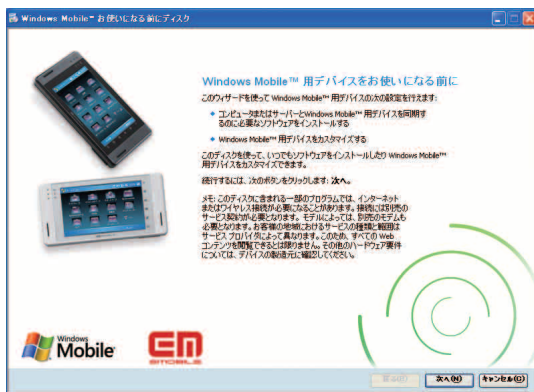 Windows Mobile™ お使いになる前にディスク
Windows Mobile™ 用デバイスをお使いになる前に
このウィザードを使って Windows Mobile™ 用デバイスの次の設定を行えます:
コンピュータまたはサーバーとWindows Mobile™ 用デバイスを同期す
るのに必要なソフトウェアをインストールする
Windows Mobile™ 用デバイスをカスタマイズする
このディスクを使って、いつでもソフトウェアをインストールしたり Windows Mobile™
用デバイスをカスタマイズできます。
続行するには、次のボタンをクリックします: 次へ。
メモ: このディスクに含まれる一部のプログラムでは、インターネット
またはワイヤレス接続が必要になることがあります。接続には別売の
サービス契約が必要となります。モデルによっては、別売のモデムも
必要となります。お客様の地域におけるサービスの種類と範囲は
サービス プロバイダによって異なります。このため、すべての Web
コンテンツを閲覧できるとは限りません。その他のハードウェア要件
については、デバイスの製造元に確認してください。
Windows
Mobile
EM
EMOBILE
次へ(N)
キャンセル(C)